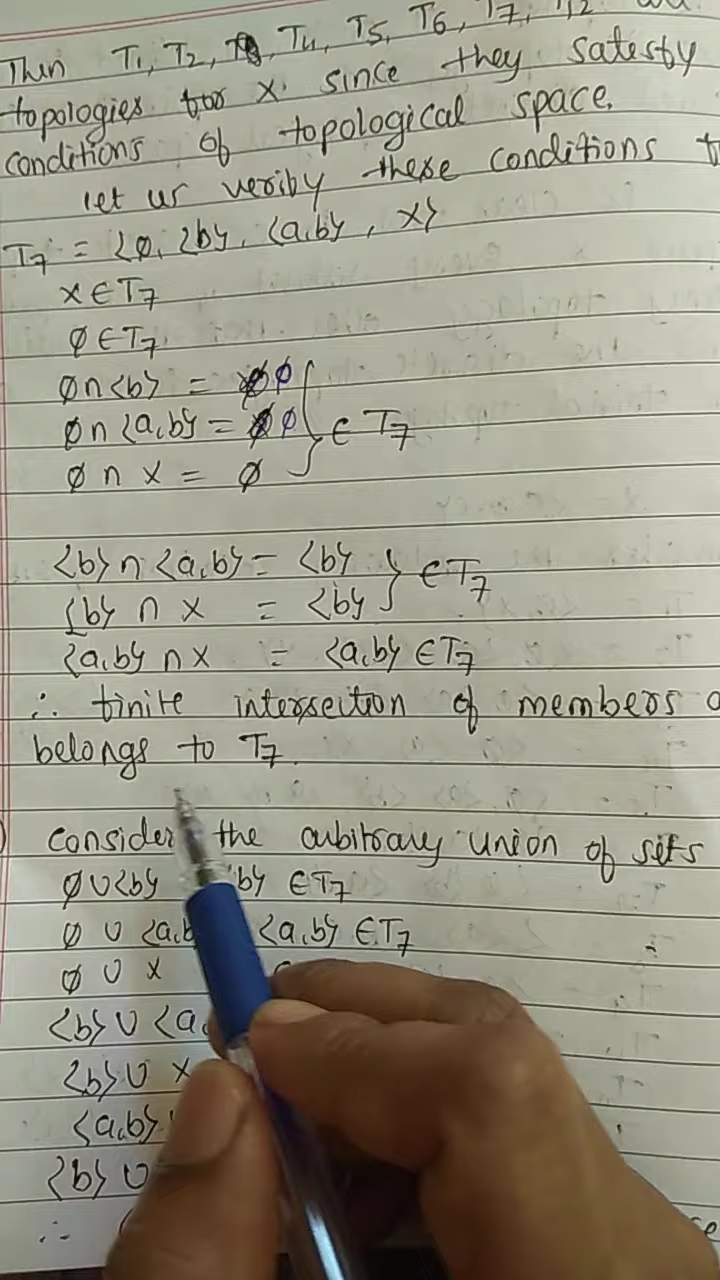 Then T1, T2, T4, T5, T6, T7, T12
topologies for X. since they satesfy
conditions of topological space.
let us verify these conditions
T7 = {φ, {b}, {a,b}, X}
X ∈ T7
φ ∈ T7
φ ∩ {b} = φ
φ ∩ {a,b} = φ } ∈ T7
φ ∩ X = φ
{b} ∩ {a,b} = {b} } ∈ T7
{b} ∩ X = {b}
{a,b} ∩ X = {a,b} ∈ T7
∴ finite intersection of members
belongs to T7.
) consider the arbitrary union of sets
φ ∪ {b} {b} ∈ T7
φ ∪ {a,b {a,b} ∈ T7
φ ∪ X
{b} ∪ {a,
{b} ∪ X
{a,b}
{b} ∪
∴